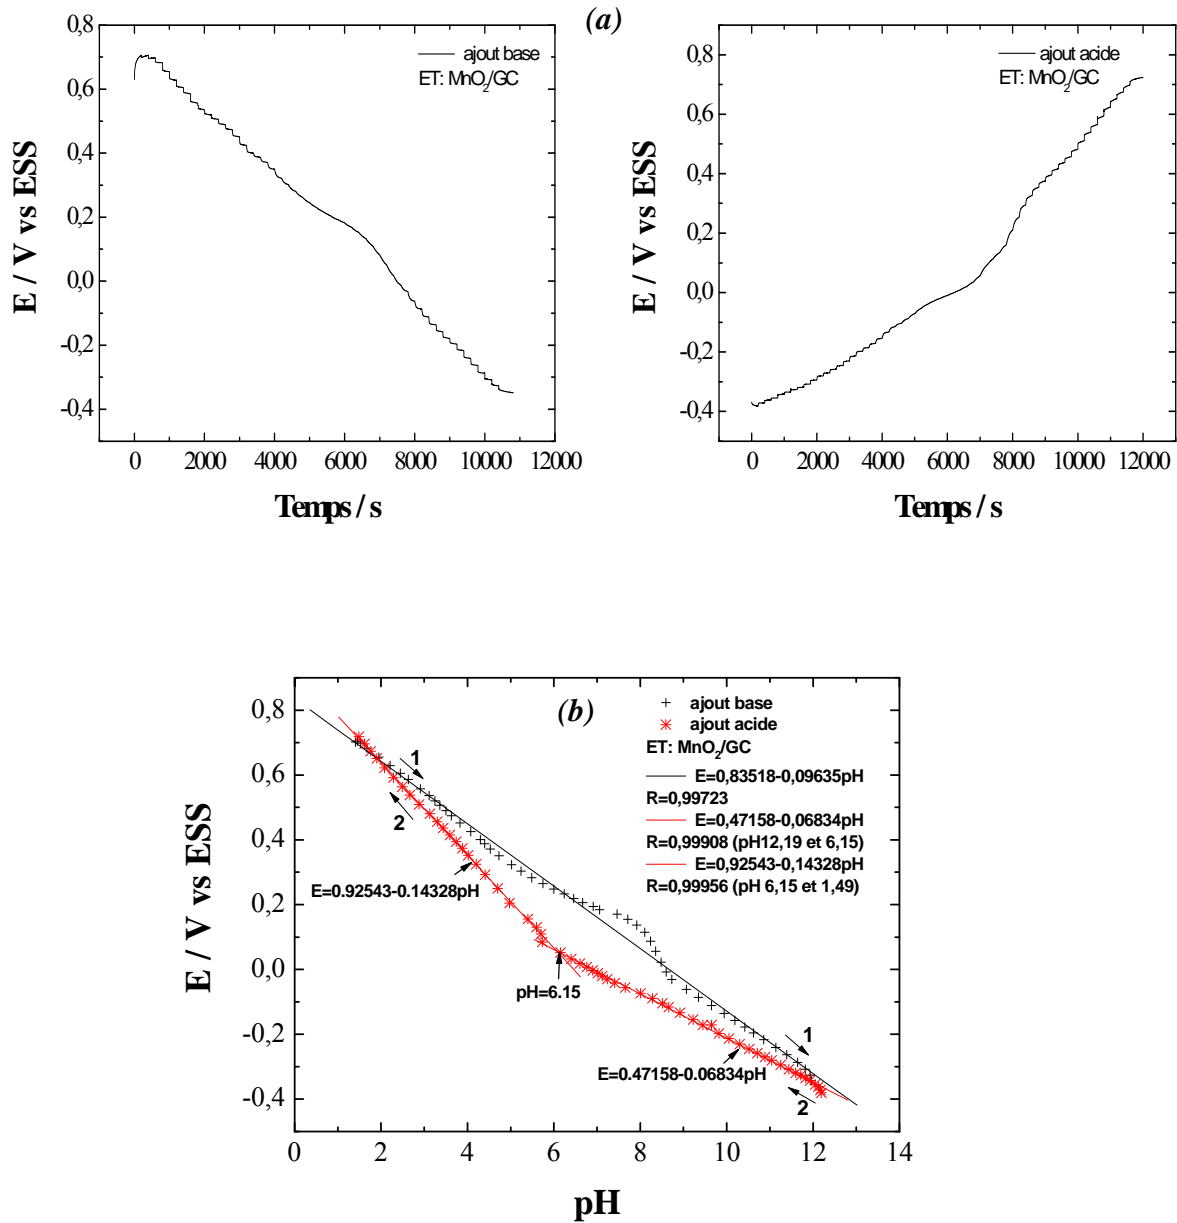 (a)
0,8
0,6
0,4
0,2
0,0
-0,2
-0,4
E / V vs ESS
ajout base
ET: MnO2/GC
0 2000 4000 6000 8000 10000 12000
Temps / s
0,8
0,6
0,4
0,2
0,0
-0,2
-0,4
E / V vs ESS
ajout acide
ET: MnO2/GC
0 2000 4000 6000 8000 10000 12000
Temps / s
(b)
0,8
0,6
0,4
0,2
0,0
-0,2
-0,4
E / V vs ESS
ajout base
ajout acide
ET: MnO2/GC
E=0,83518-0,09635pH
R=0,99723
E=0,47158-0,06834pH
R=0,99908 (pH12,19 et 6,15)
E=0,92543-0,14328pH
R=0,99956 (pH 6,15 et 1,49)
1
2
E=0.92543-0.14328pH
pH=6.15
E=0.47158-0.06834pH
1
2
0 2 4 6 8 10 12 14
pH